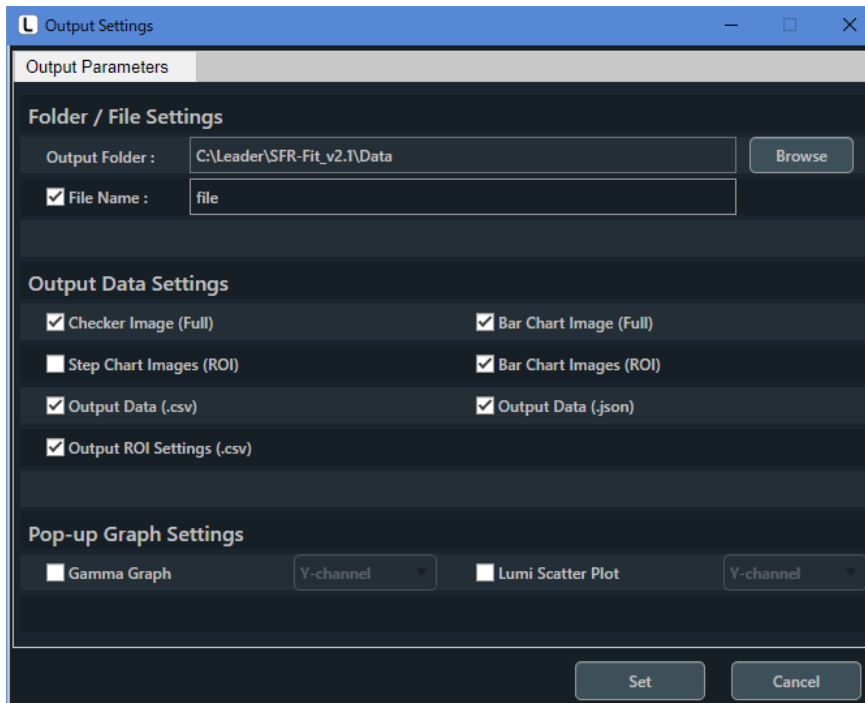 L Output Settings
Output Parameters
Folder / File Settings
Output Folder : C:\Leader\SFR-Fit_v2.1\Data Browse
File Name : file
Output Data Settings
Checker Image (Full) Bar Chart Image (Full)
Step Chart Images (ROI) Bar Chart Images (ROI)
Output Data (.csv) Output Data (.json)
Output ROI Settings (.csv)
Pop-up Graph Settings
Gamma Graph Y-channel Lumi Scatter Plot Y-channel
Set Cancel